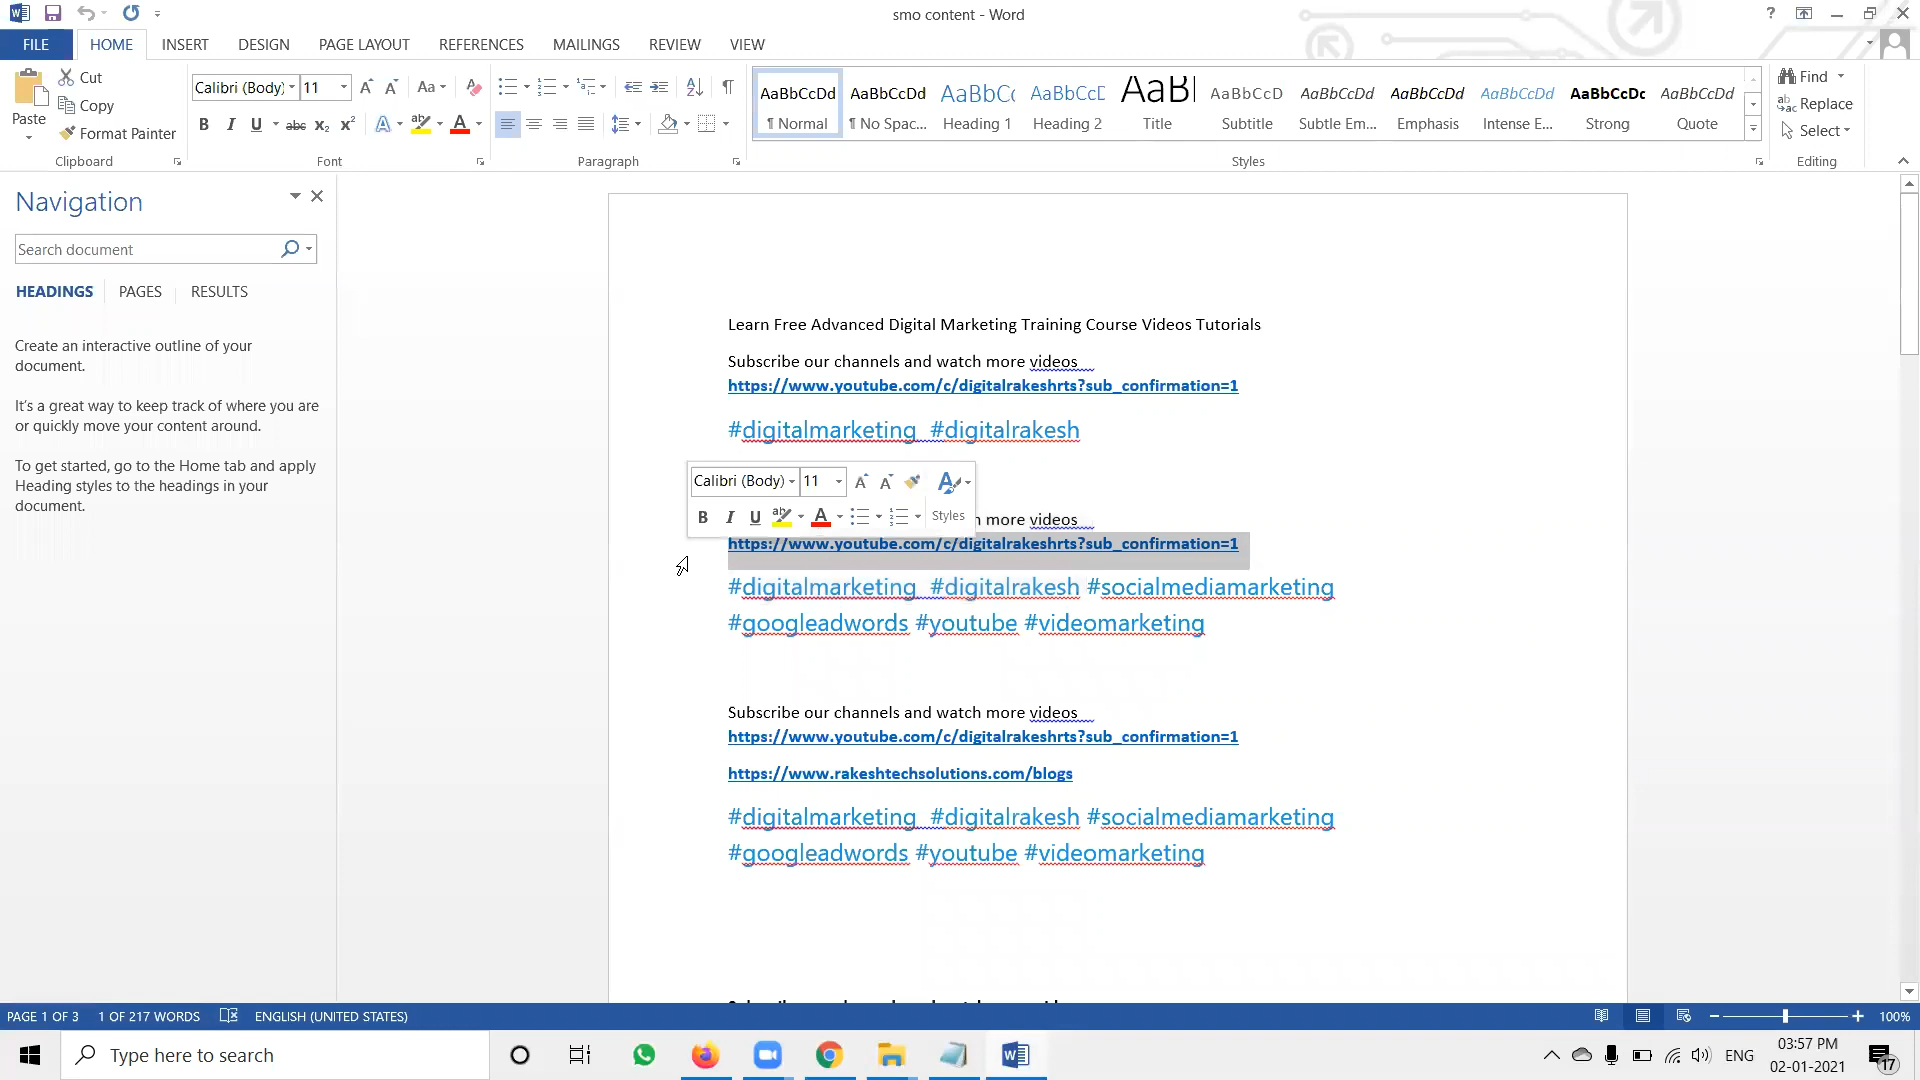 smo content - Word
FILE HOME INSERT DESIGN PAGE LAYOUT REFERENCES MAILINGS REVIEW VIEW
Paste
Cut
Copy
Format Painter
Clipboard
Calibri (Body) 11
Font
Paragraph
AaBbCcDd AaBbCcDd AaBbCc AaBbCcD AaB AaBbCcD AaBbCcDd AaBbCcDd AaBbCcDd AaBbCcDc AaBbCcDd
¶ Normal ¶ No Spac... Heading 1 Heading 2 Title Subtitle Subtle Em... Emphasis Intense E... Strong Quote
Styles
Find
Replace
Select
Editing
Navigation
Search document
HEADINGS PAGES RESULTS
Create an interactive outline of your
document.
It's a great way to keep track of where you are
or quickly move your content around.
To get started, go to the Home tab and apply
Heading styles to the headings in your
document.
Learn Free Advanced Digital Marketing Training Course Videos Tutorials
Subscribe our channels and watch more videos
https://www.youtube.com/c/digitalrakeshrts?sub_confirmation=1
#digitalmarketing #digitalrakesh
Calibri (Body) 11
Styles
h more videos
https://www.youtube.com/c/digitalrakeshrts?sub_confirmation=1
#digitalmarketing #digitalrakesh #socialmediamarketing
#googleadwords #youtube #videomarketing
Subscribe our channels and watch more videos
https://www.youtube.com/c/digitalrakeshrts?sub_confirmation=1
https://www.rakeshtechsolutions.com/blogs
#digitalmarketing #digitalrakesh #socialmediamarketing
#googleadwords #youtube #videomarketing
PAGE 1 OF 3 1 OF 217 WORDS ENGLISH (UNITED STATES) 100%
Type here to search
ENG
03:57 PM
02-01-2021
17